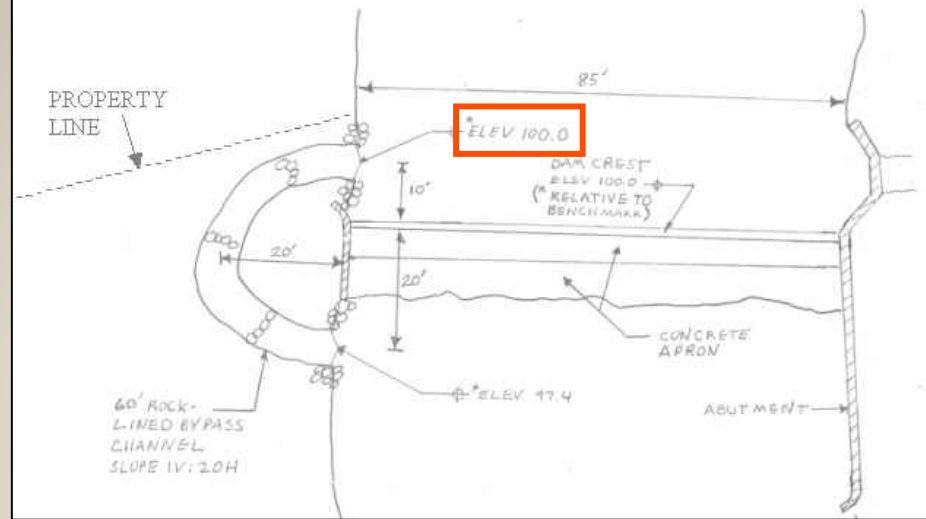 PROPERTY
LINE
85'
*ELEV 100.0
DAM CREST
ELEV 100.0
(* RELATIVE TO
BENCHMARK)
10'
20'
20'
CONCRETE
APRON
*ELEV 97.4
60' ROCK-
LINED BYPASS
CHANNEL
SLOPE 1V:20H
ABUTMENT